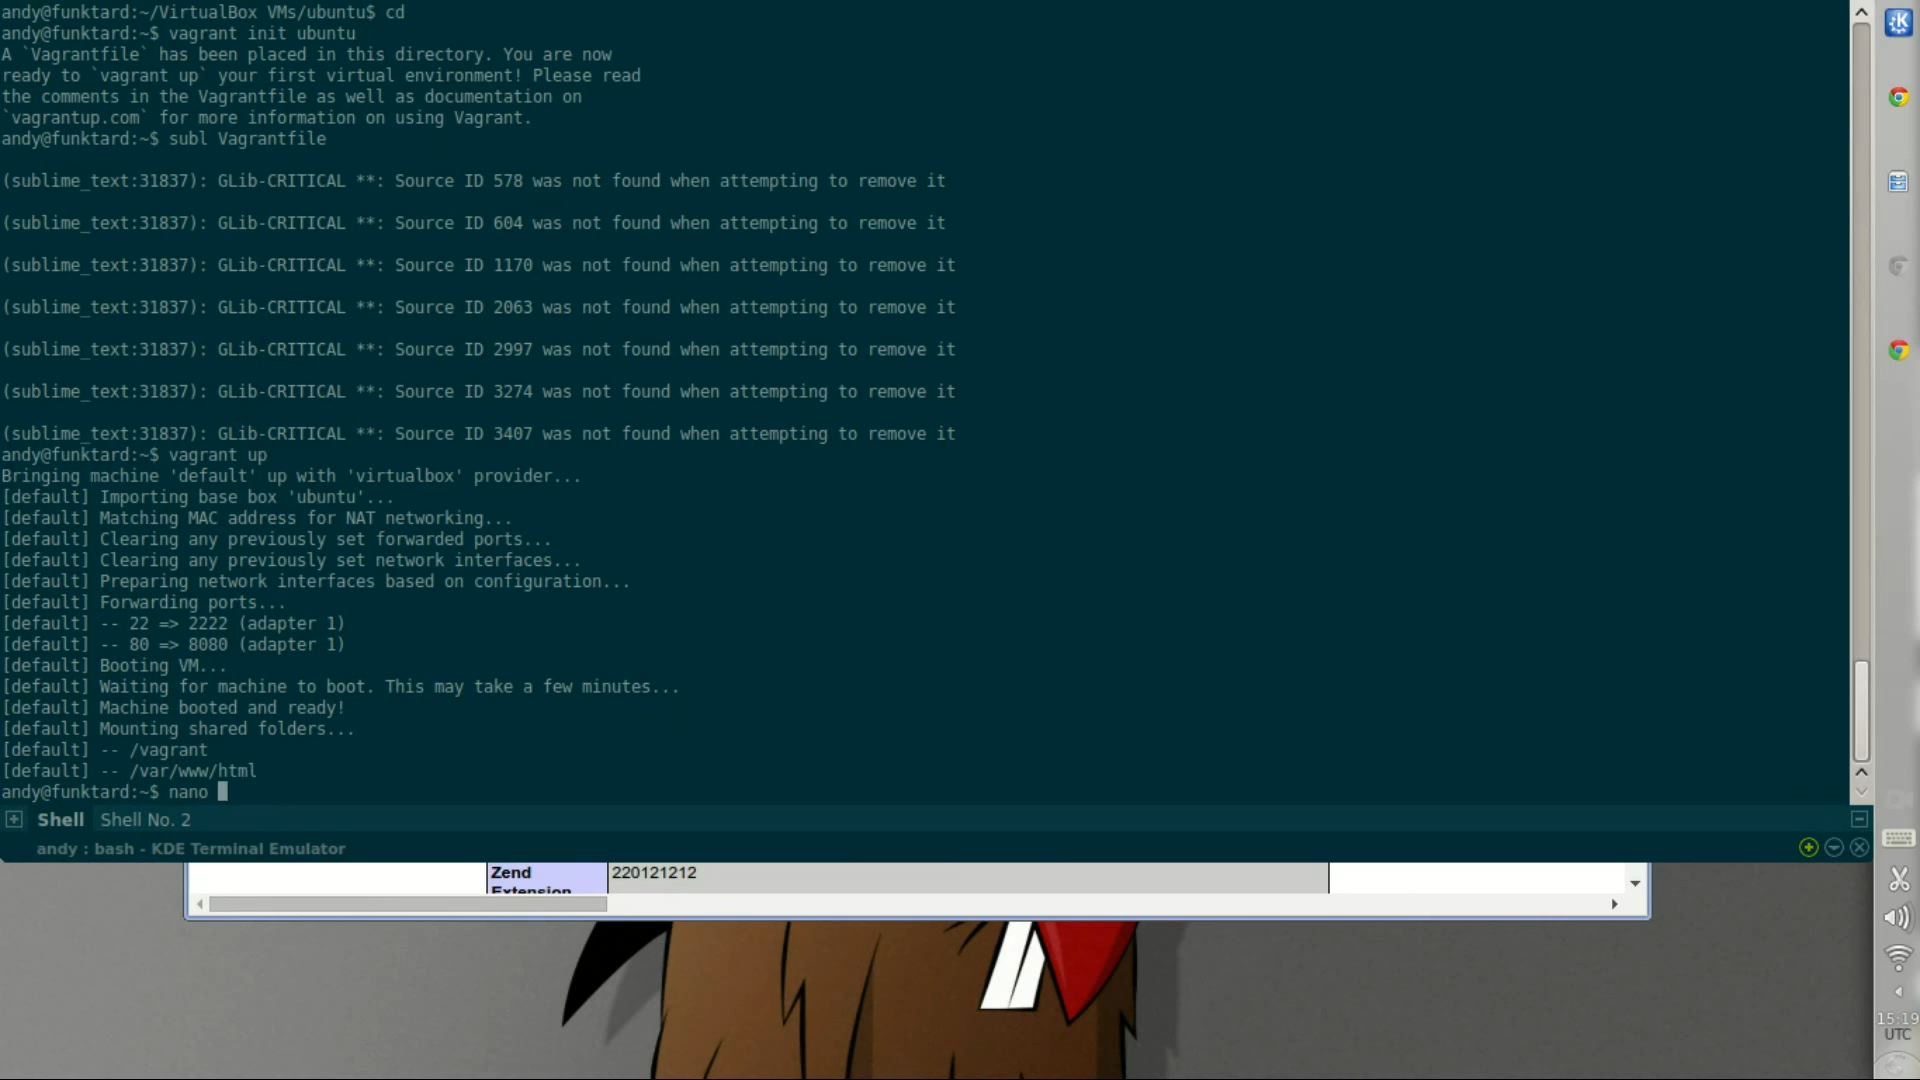 andy@funktard:~/VirtualBox VMs/ubuntu$ cd
andy@funktard:~$ vagrant init ubuntu
A `Vagrantfile` has been placed in this directory. You are now
ready to `vagrant up` your first virtual environment! Please read
the comments in the Vagrantfile as well as documentation on
`vagrantup.com` for more information on using Vagrant.
andy@funktard:~$ subl Vagrantfile
(sublime_text:31837): GLib-CRITICAL **: Source ID 578 was not found when attempting to remove it
(sublime_text:31837): GLib-CRITICAL **: Source ID 604 was not found when attempting to remove it
(sublime_text:31837): GLib-CRITICAL **: Source ID 1170 was not found when attempting to remove it
(sublime_text:31837): GLib-CRITICAL **: Source ID 2063 was not found when attempting to remove it
(sublime_text:31837): GLib-CRITICAL **: Source ID 2997 was not found when attempting to remove it
(sublime_text:31837): GLib-CRITICAL **: Source ID 3274 was not found when attempting to remove it
(sublime_text:31837): GLib-CRITICAL **: Source ID 3407 was not found when attempting to remove it
andy@funktard:~$ vagrant up
Bringing machine 'default' up with 'virtualbox' provider...
[default] Importing base box 'ubuntu'...
[default] Matching MAC address for NAT networking...
[default] Clearing any previously set forwarded ports...
[default] Clearing any previously set network interfaces...
[default] Preparing network interfaces based on configuration...
[default] Forwarding ports...
[default] -- 22 => 2222 (adapter 1)
[default] -- 80 => 8080 (adapter 1)
[default] Booting VM...
[default] Waiting for machine to boot. This may take a few minutes...
[default] Machine booted and ready!
[default] Mounting shared folders...
[default] -- /vagrant
[default] -- /var/www/html
andy@funktard:~$ nano
Shell Shell No. 2
andy : bash - KDE Terminal Emulator
Zend 220121212
Extension
15:19
UTC